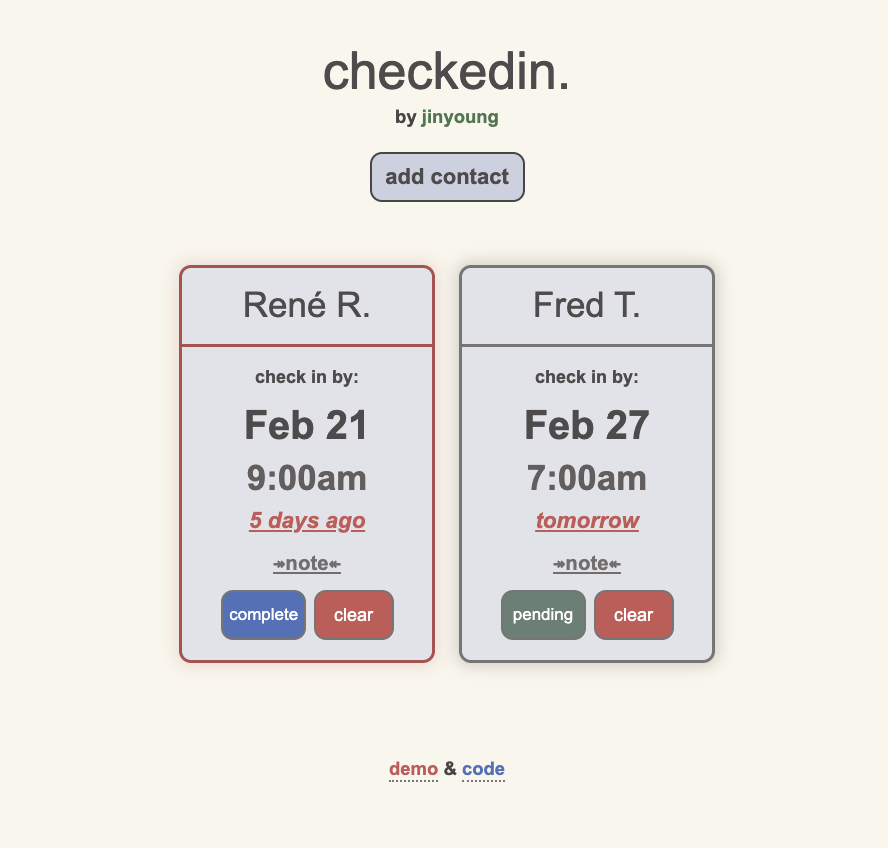 checkedin.
by jinyoung
add contact
René R.
check in by:
Feb 21
9:00am
5 days ago
↠note↞
complete clear
Fred T.
check in by:
Feb 27
7:00am
tomorrow
↠note↞
pending clear
demo & code